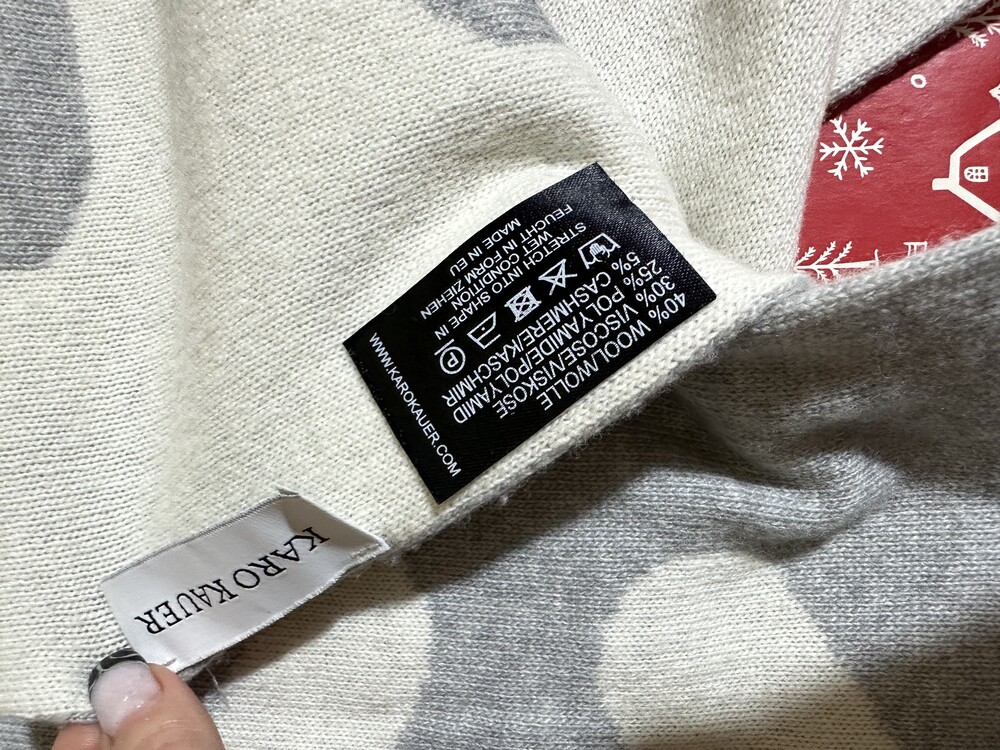 40% WOOL/WOLLE
30% VISCOSE/VISKOSE
25% POLYAMIDE/POLYAMID
5% CASHMERE/KASCHMIR
P
STRETCH INTO SHAPE IN
WET CONDITION
FEUCHT IN FORM ZIEHEN
MADE IN EU
WWW.KAROKAUER.COM
KARO KAUER